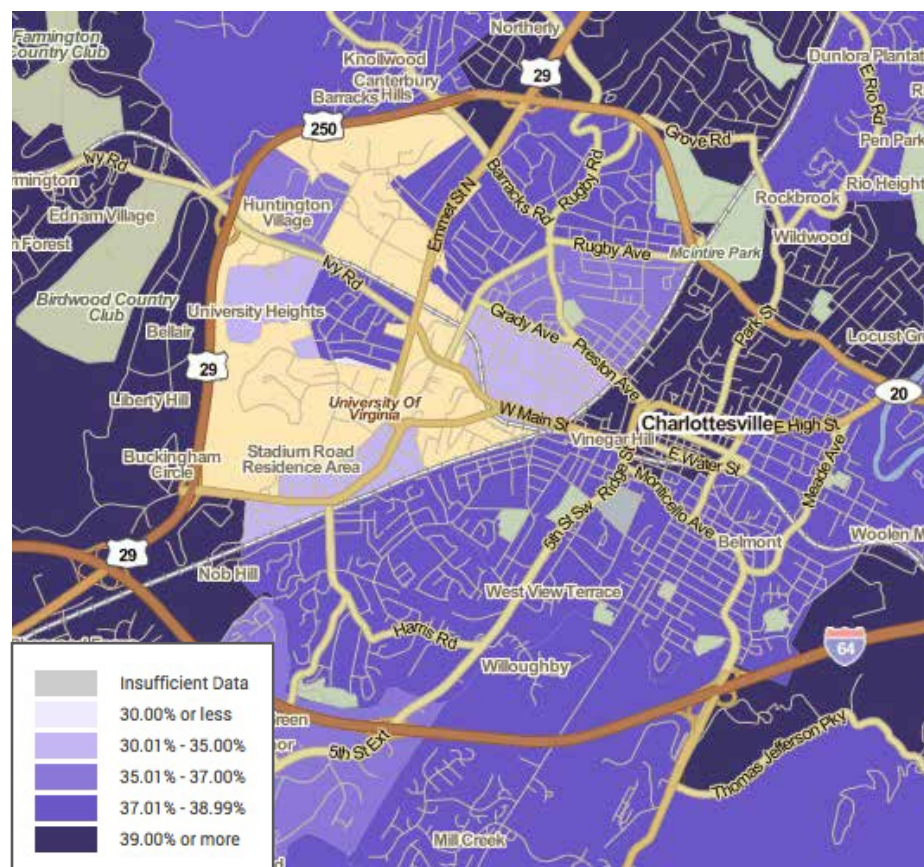 Farmington
Country Club
Knollwood
Northerly
29
Canterbury
Hills
Barracks
250
Dunlora Plantat
E Rio Rd
Pen Park
Rio Height
Grove Rd
Ivy Rd
rmington
Ednam Village
Forest
Huntington
Village
Emmet St N
Barracks Rd
Rugby Rd
Rugby Ave
McIntire Park
Rockbrook
Wildwood
Birdwood Country
Club
Bellair
University Heights
Ivy Rd
Grady Ave
Preston Ave
Park St
Locust Gr
29
Liberty Hill
University Of
Virginia
W Main St
Charlottesville
Vinegar Hill
E High St
20
Buckingham
Circle
Stadium Road
Residence Area
E Water St
Ridge St
Monticello Ave
Meade Ave
5th St Sw
29
Nob Hill
Belmont
Woolen M
West View Terrace
Harris Rd
Willoughby
64
Green
5th St Ext
Thomas Jefferson Pky
Mill Creek
Insufficient Data
30.00% or less
30.01% - 35.00%
35.01% - 37.00%
37.01% - 38.99%
39.00% or more